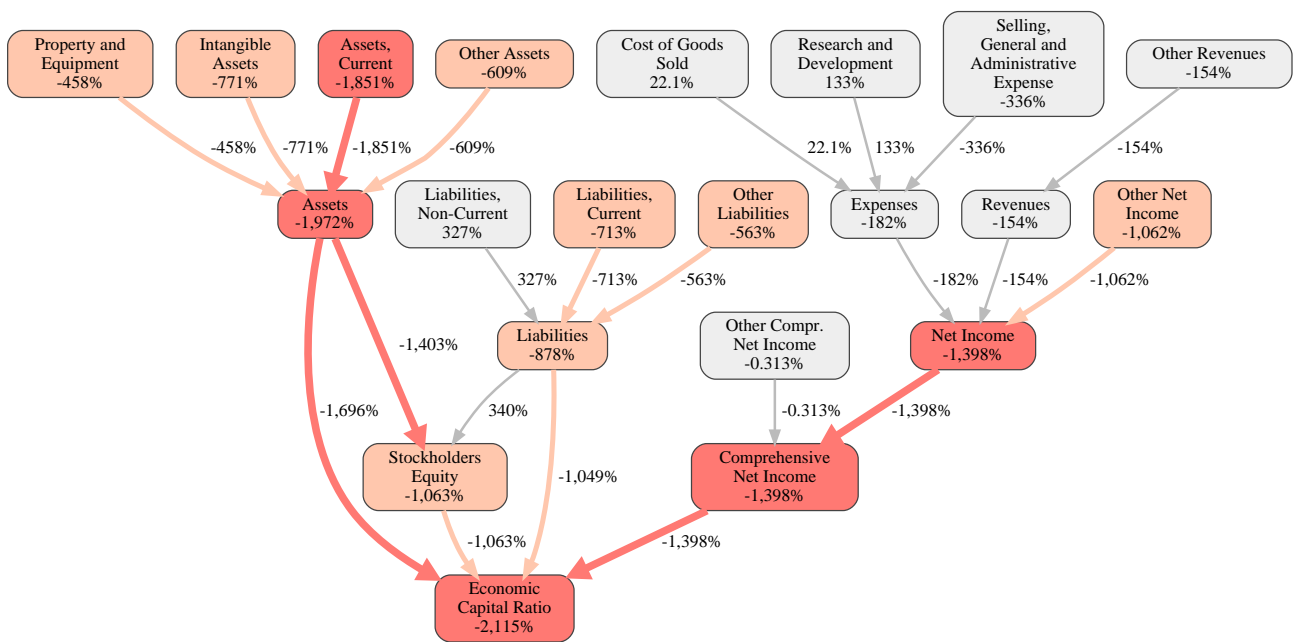 Property and
Equipment
-458%
Intangible
Assets
-771%
Assets,
Current
-1,851%
Other Assets
-609%
Cost of Goods
Sold
22.1%
Research and
Development
133%
Selling,
General and
Administrative
Expense
-336%
Other Revenues
-154%
-458%
-771%
-1,851%
-609%
22.1%
133%
-336%
-154%
Assets
-1,972%
Liabilities,
Non-Current
327%
Liabilities,
Current
-713%
Other
Liabilities
-563%
Expenses
-182%
Revenues
-154%
Other Net
Income
-1,062%
327%
-713%
-563%
-182%
-154%
-1,062%
-1,403%
Liabilities
-878%
Other Compr.
Net Income
-0.313%
Net Income
-1,398%
-1,696%
340%
-0.313%
-1,398%
Stockholders
Equity
-1,063%
-1,049%
Comprehensive
Net Income
-1,398%
-1,063%
-1,398%
Economic
Capital Ratio
-2,115%